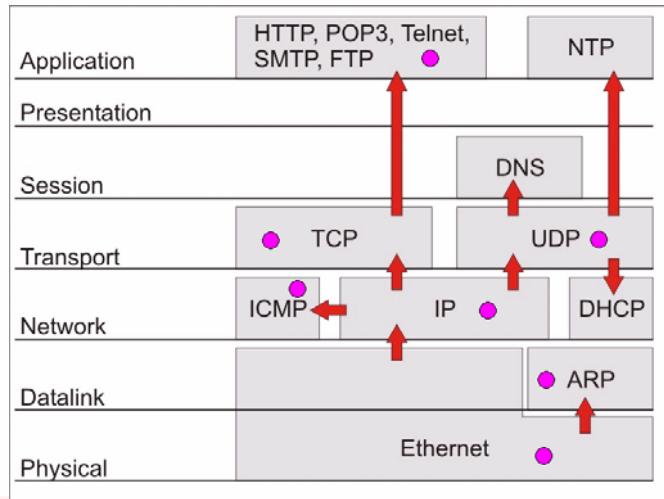 HTTP, POP3, Telnet,
SMTP, FTP
NTP
Application
Presentation
DNS
Session
TCP
UDP
Transport
ICMP
IP
DHCP
Network
ARP
Datalink
Ethernet
Physical